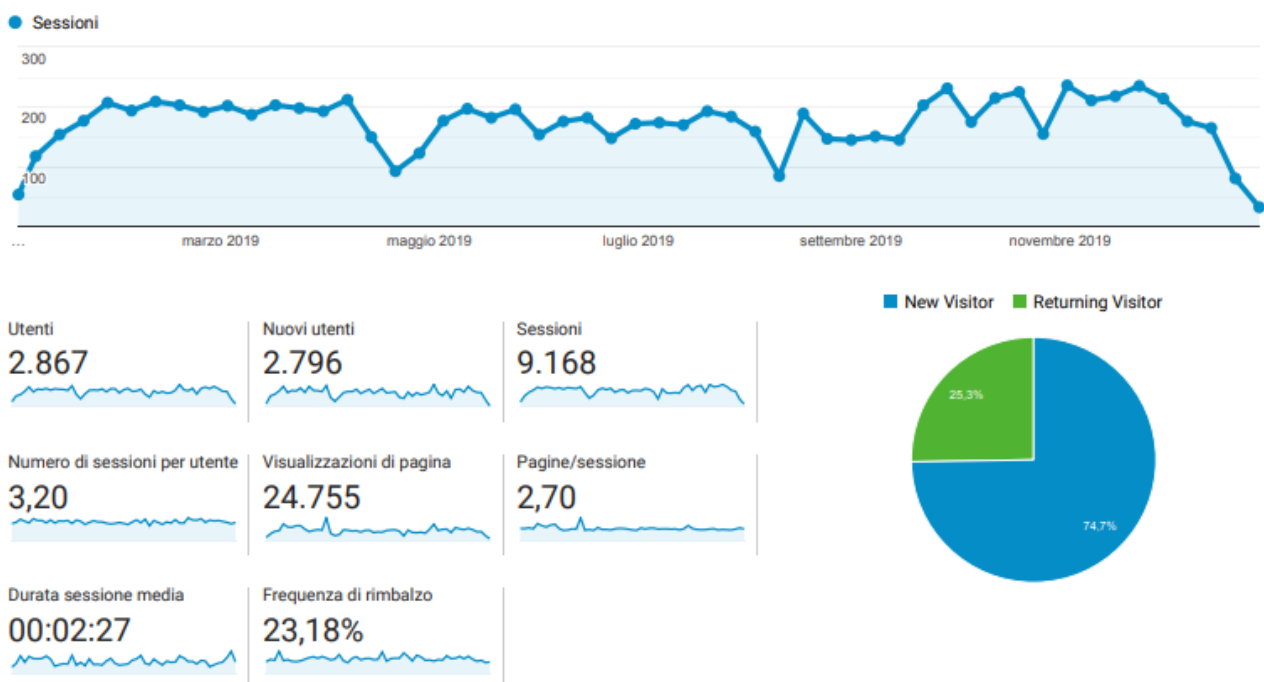 Sessioni
300
200
100
...
marzo 2019
maggio 2019
luglio 2019
settembre 2019
novembre 2019
New Visitor
Returning Visitor
Utenti
2.867
Nuovi utenti
2.796
Sessioni
9.168
Numero di sessioni per utente
3,20
Visualizzazioni di pagina
24.755
Pagine/sessione
2,70
Durata sessione media
00:02:27
Frequenza di rimbalzo
23,18%
25,3%
74,7%